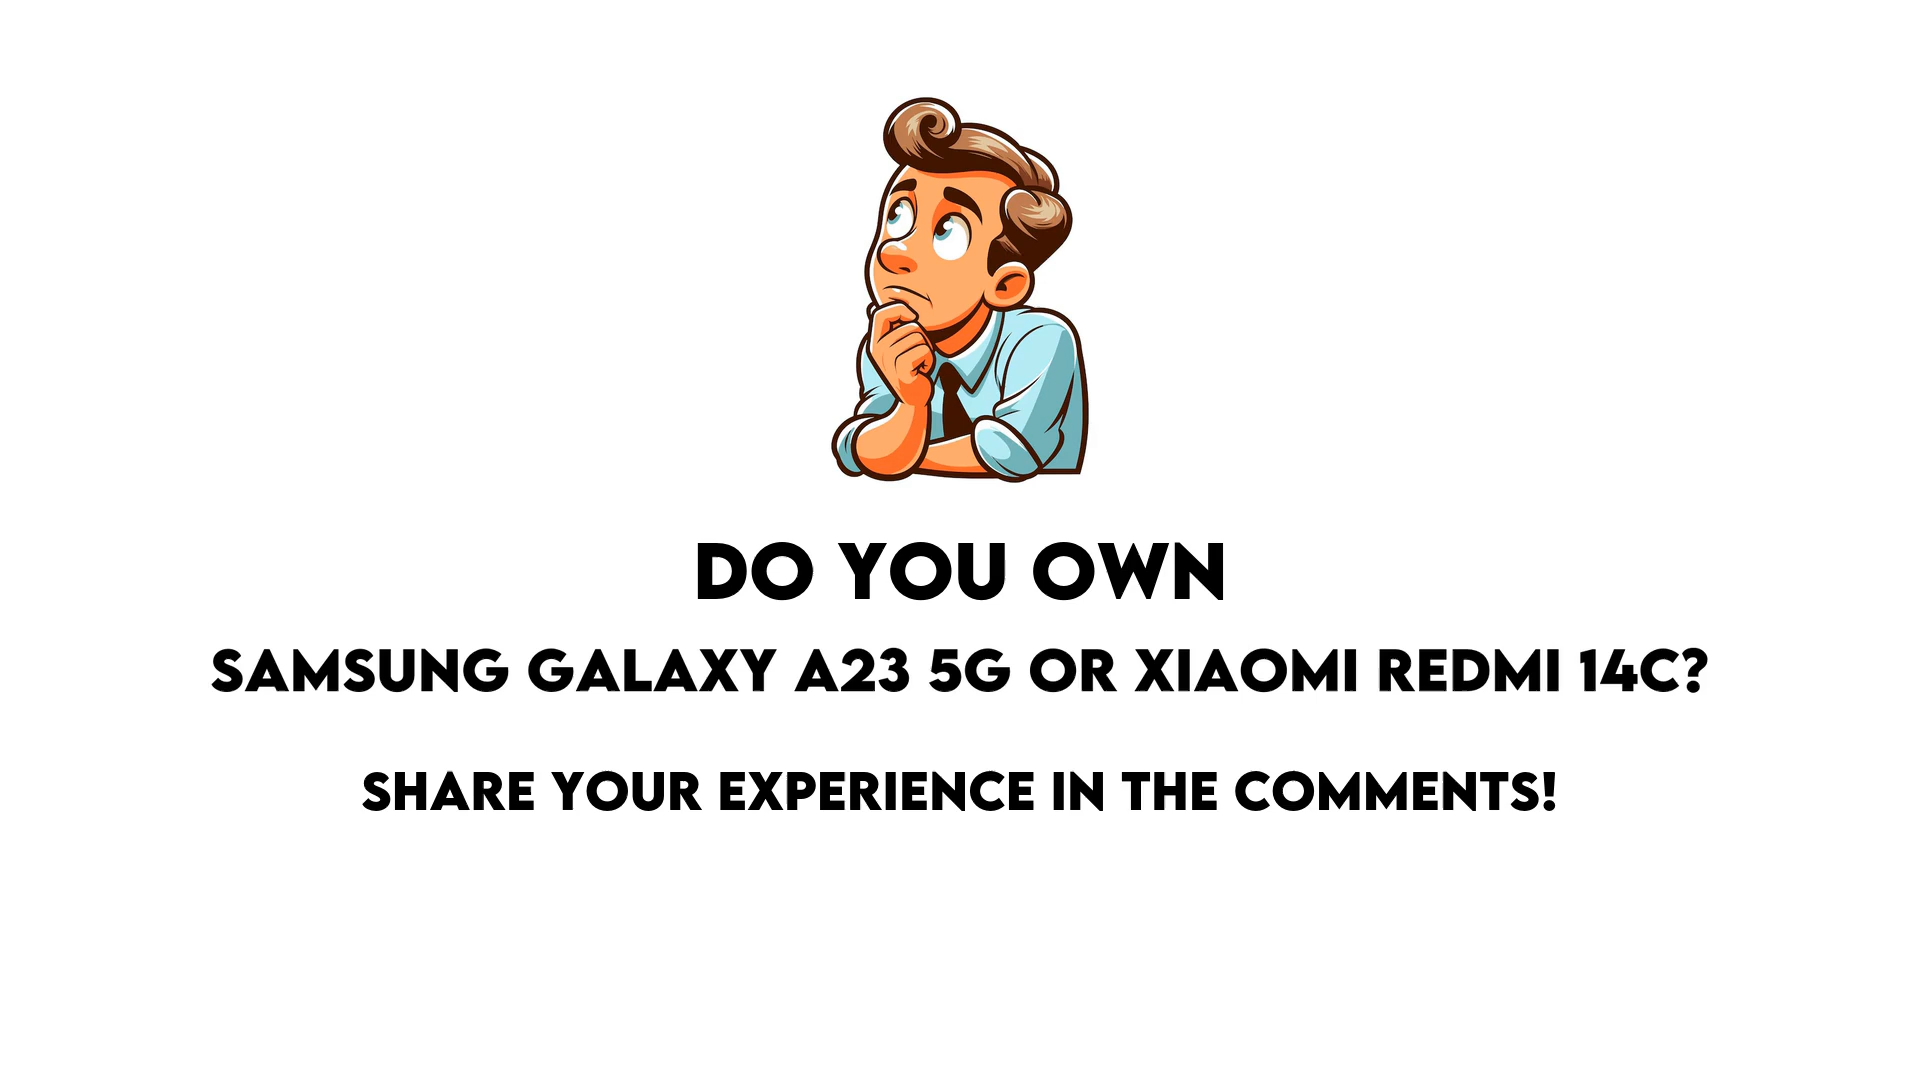 DO YOU OWN
SAMSUNG GALAXY A23 5G OR XIAOMI REDMI 14C?
SHARE YOUR EXPERIENCE IN THE COMMENTS!